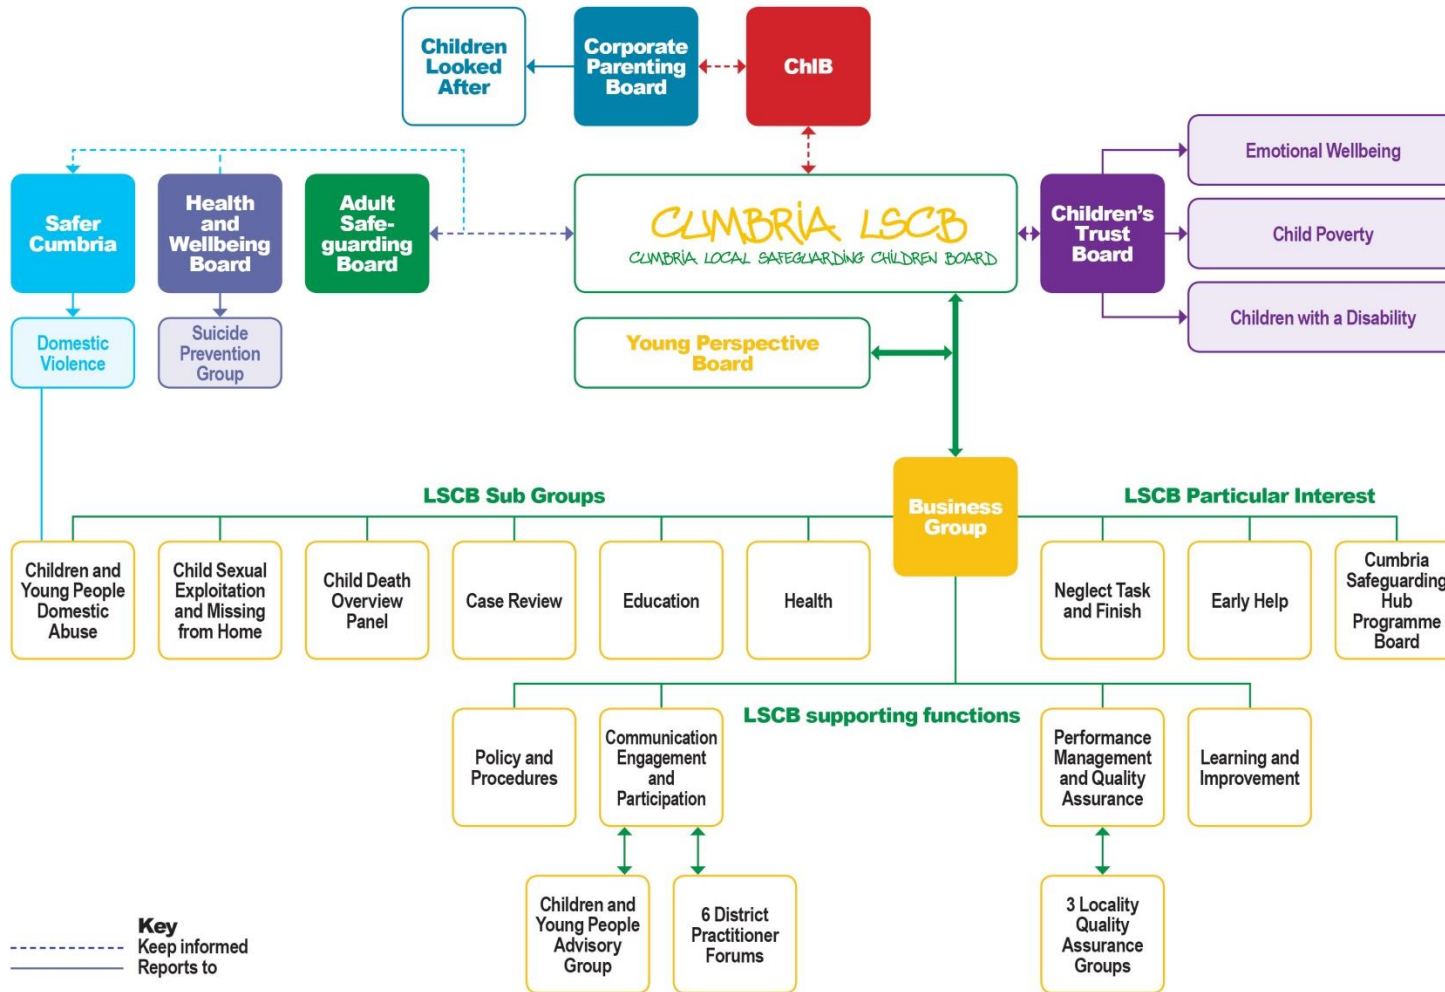 Children
Looked
After
Corporate
Parenting
Board
ChIB
Safer
Cumbria
Health
and
Wellbeing
Board
Adult
Safe-
guarding
Board
CUMBRIA LSCB
CUMBRIA LOCAL SAFEGUARDING CHILDREN BOARD
Children's
Trust
Board
Emotional Wellbeing
Child Poverty
Children with a Disability
Domestic
Violence
Suicide
Prevention
Group
Young Perspective
Board
LSCB Sub Groups
Business
Group
LSCB Particular Interest
Children and
Young People
Domestic
Abuse
Child Sexual
Exploitation
and Missing
from Home
Child Death
Overview
Panel
Case Review
Education
Health
Neglect Task
and Finish
Early Help
Cumbria
Safeguarding
Hub
Programme
Board
LSCB supporting functions
Policy and
Procedures
Communication
Engagement
and
Participation
Performance
Management
and Quality
Assurance
Learning and
Improvement
Children and
Young People
Advisory
Group
6 District
Practitioner
Forums
3 Locality
Quality
Assurance
Groups
Key
Keep informed
Reports to